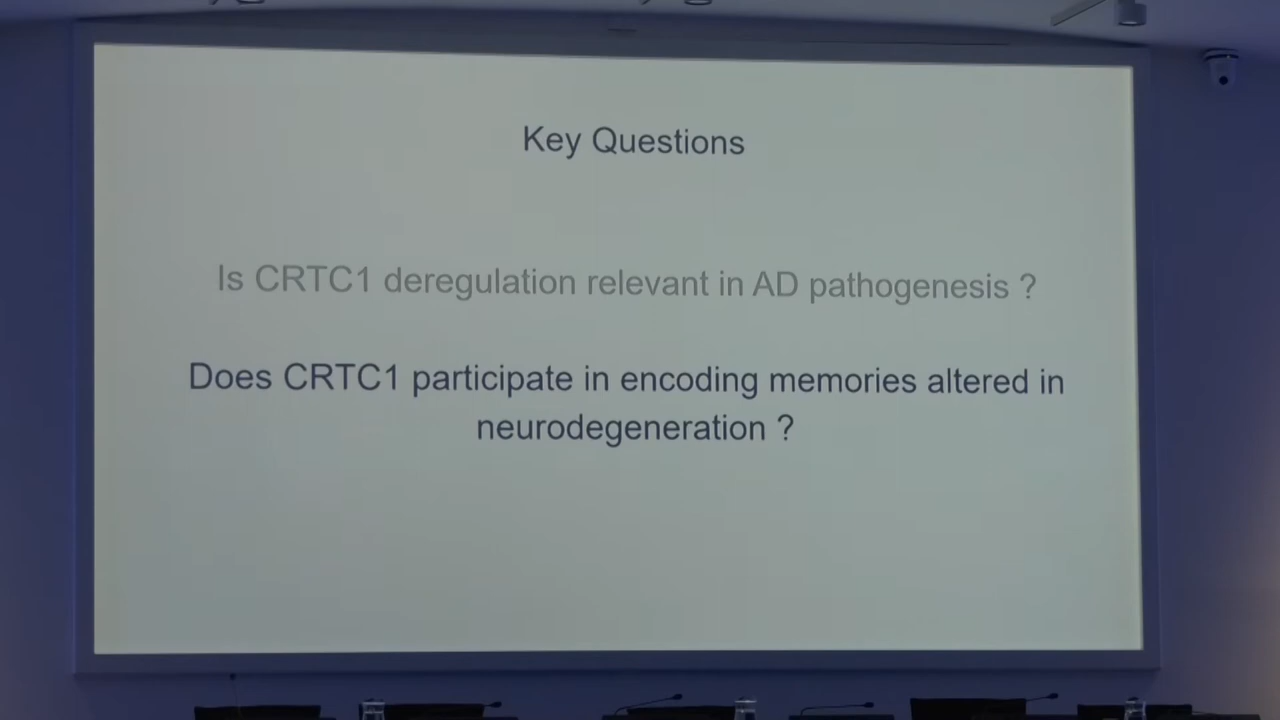 Key Questions
Is CRTC1 deregulation relevant in AD pathogenesis ?
Does CRTC1 participate in encoding memories altered in
neurodegeneration ?